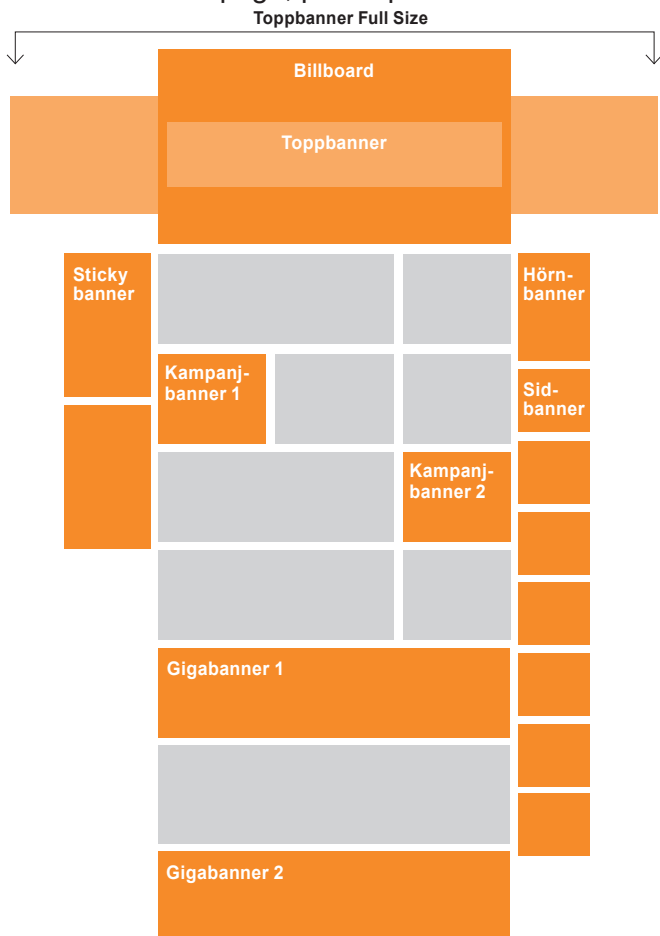 Toppbanner Full Size
Billboard
Toppbanner
Sticky
banner
Hörn-
banner
Kampanj-
banner 1
Sid-
banner
Kampanj-
banner 2
Gigabanner 1
Gigabanner 2